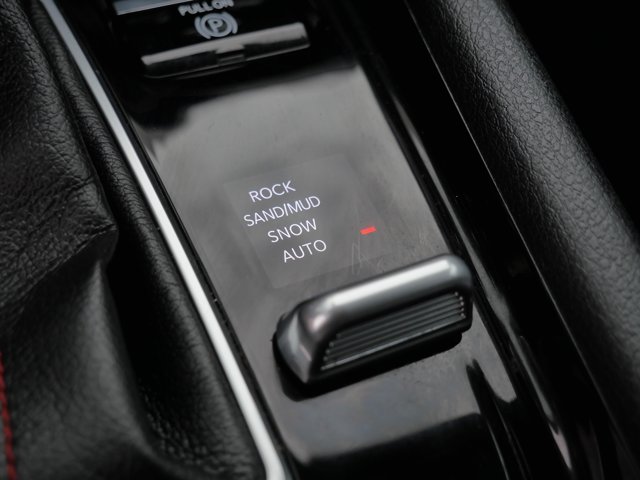 PULL ON
P
ROCK
SAND/MUD
SNOW
AUTO